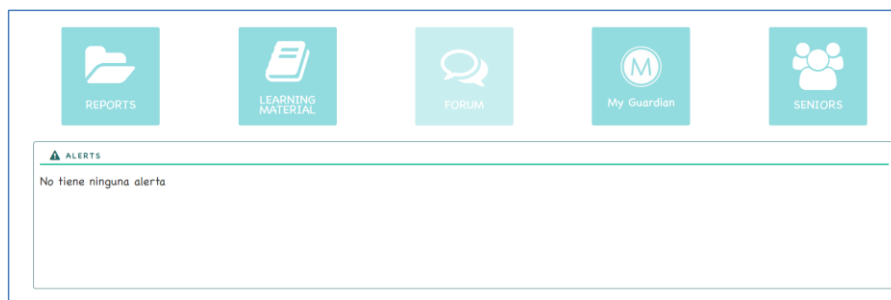 REPORTS
LEARNING
MATERIAL
FORUM
M
My Guardian
SENIORS
ALERTS
No tiene ninguna alerta